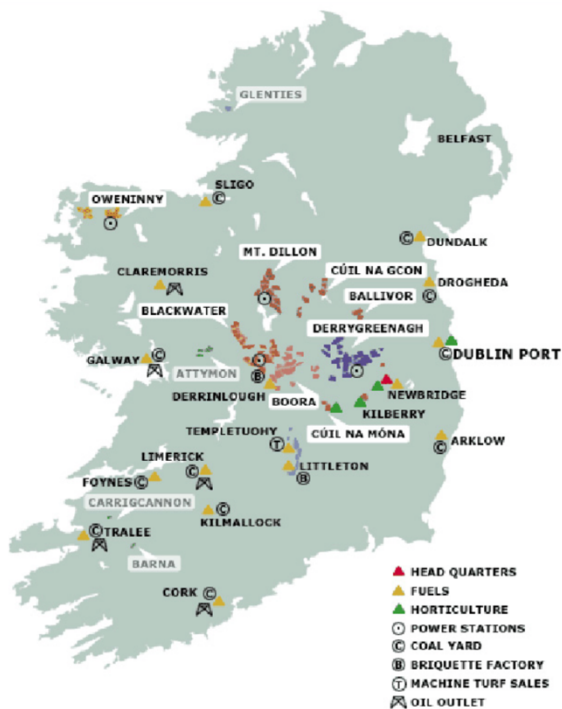 GLENTIES
BELFAST
SLIGO
©
OWENINNY
MT. DILLON
© DUNDALK
CÚIL NA GCON
CLAREMORRIS
DROGHEDA
©
BALLIVOR
BLACKWATER
DERRYGREENAGH
© DUBLIN PORT
GALWAY ©
ATTYMON
B
DERRINLOUGH
BOORA
NEWBRIDGE
KILBERRY
CÚIL NA MÓNA
TEMPLETUOHY
T
ARKLOW
©
LIMERICK
©
LITTLETON
B
FOYNES ©
CARRIGCANNON
©
KILMALLOCK
© TRALEE
BARNA
CORK ©
HEAD QUARTERS
FUELS
HORTICULTURE
POWER STATIONS
© COAL YARD
B BRIQUETTE FACTORY
T MACHINE TURF SALES
OIL OUTLET